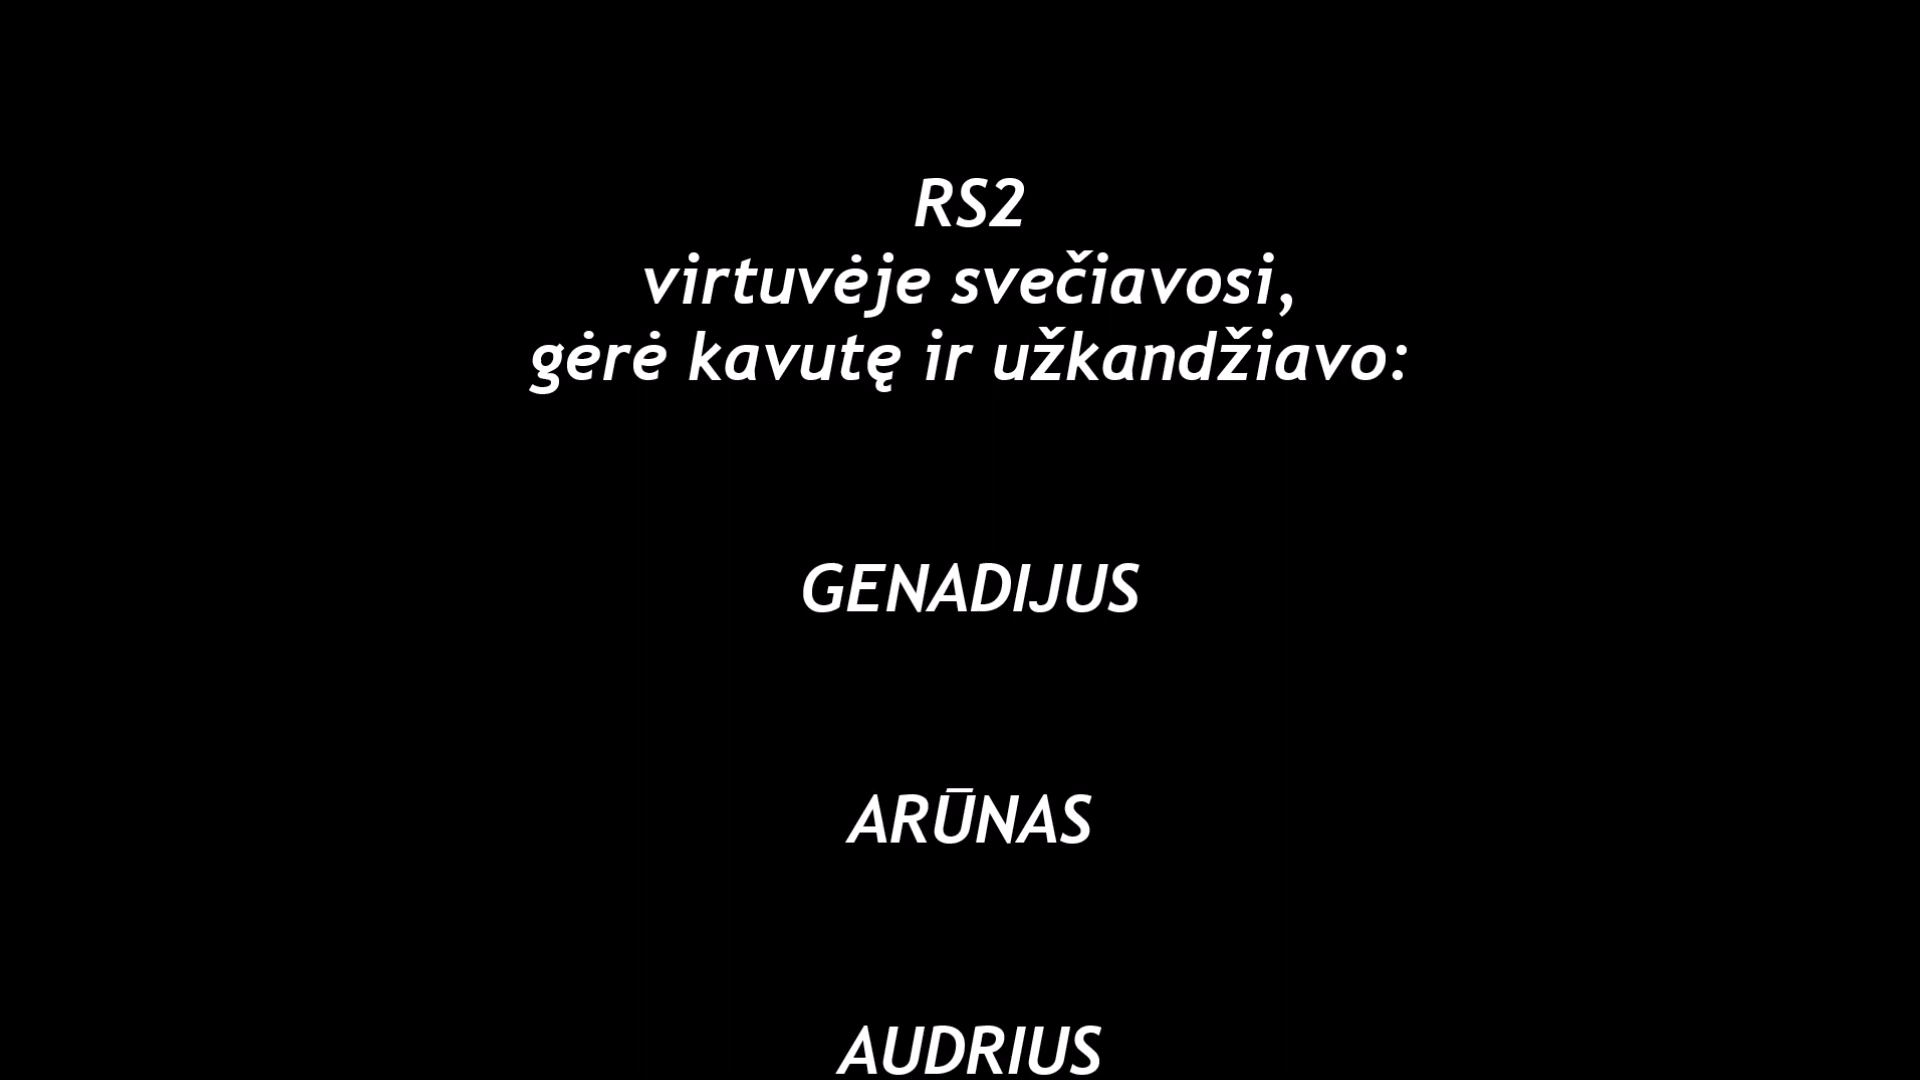 RS2
virtuvėje svečiavosi,
gėrė kavutę ir užkandžiavo:
GENADIJUS
ARŪNAS
AUDRIUS